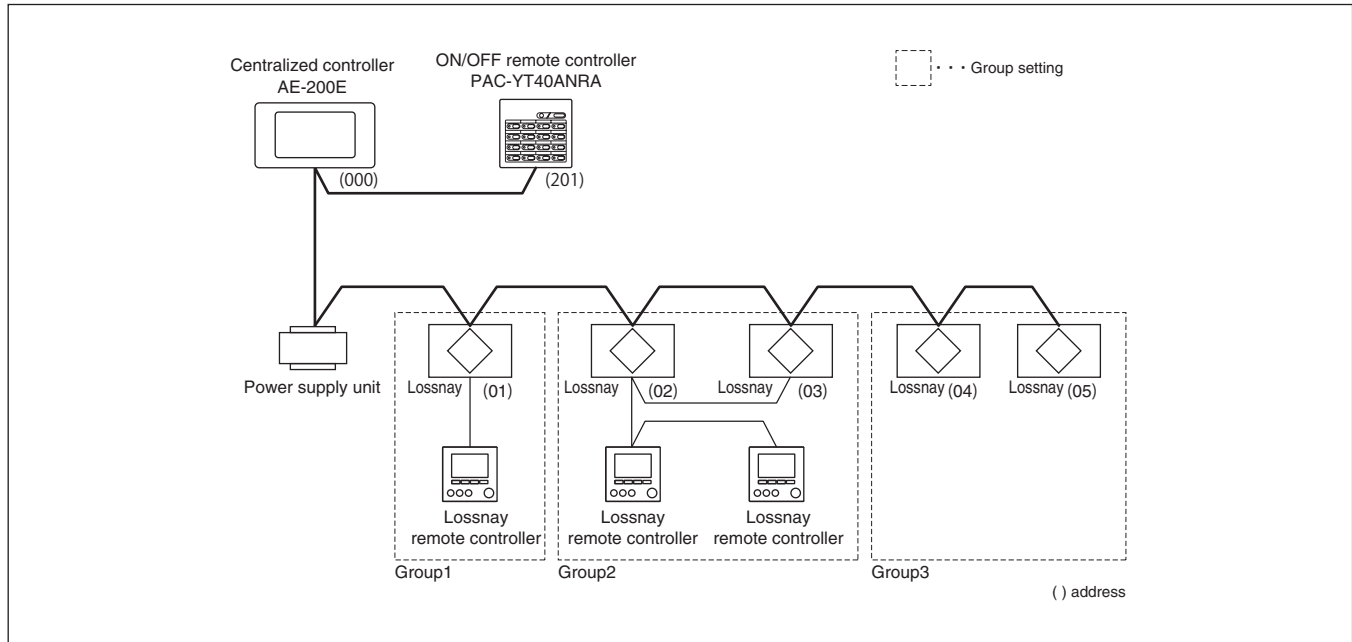 Centralized controller
AE-200E
ON/OFF remote controller
PAC-YT40ANRA
・・・Group setting
(000)
(201)
Power supply unit
Lossnay (01)
Lossnay (02)
Lossnay (03)
Lossnay (04)
Lossnay (05)
Lossnay
remote controller
Lossnay
remote controller
Lossnay
remote controller
Group1
Group2
Group3
( ) address